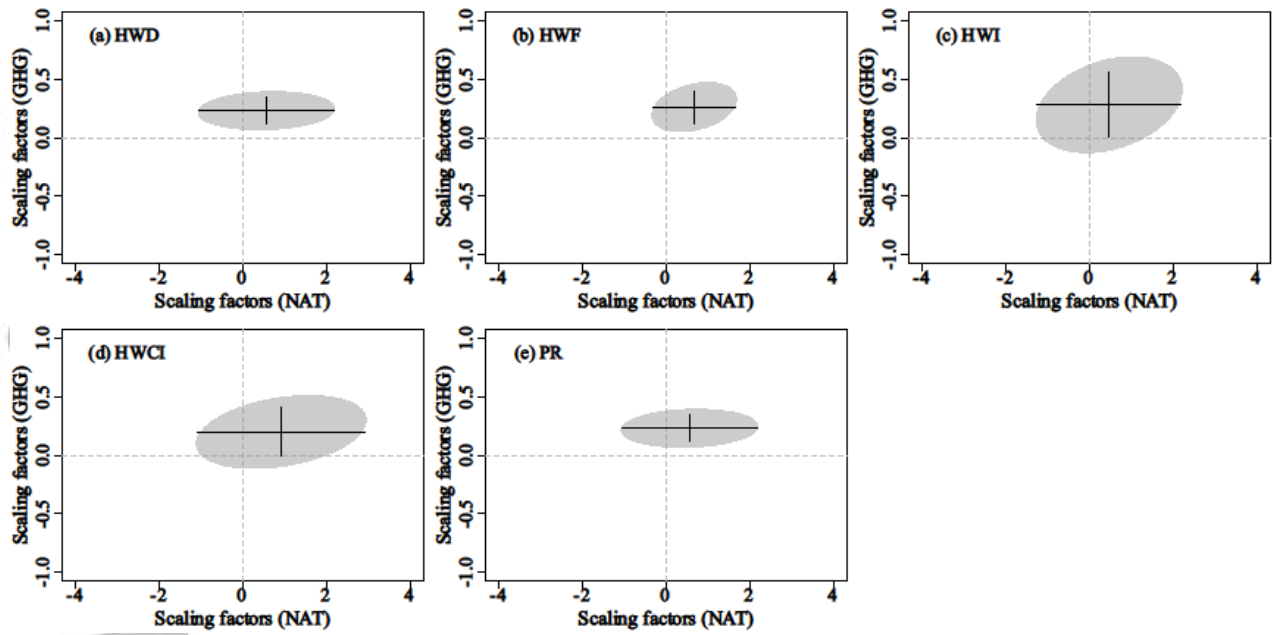 (a) HWD
Scaling factors (GHG)
1.0
0.5
0.0
-0.5
-1.0
-4 -2 0 2 4
Scaling factors (NAT)
(b) HWF
Scaling factors (GHG)
1.0
0.5
0.0
-0.5
-1.0
-4 -2 0 2 4
Scaling factors (NAT)
(c) HWI
Scaling factors (GHG)
1.0
0.5
0.0
-0.5
-1.0
-4 -2 0 2 4
Scaling factors (NAT)
(d) HWCI
Scaling factors (GHG)
1.0
0.5
0.0
-0.5
-1.0
-4 -2 0 2 4
Scaling factors (NAT)
(e) PR
Scaling factors (GHG)
1.0
0.5
0.0
-0.5
-1.0
-4 -2 0 2 4
Scaling factors (NAT)